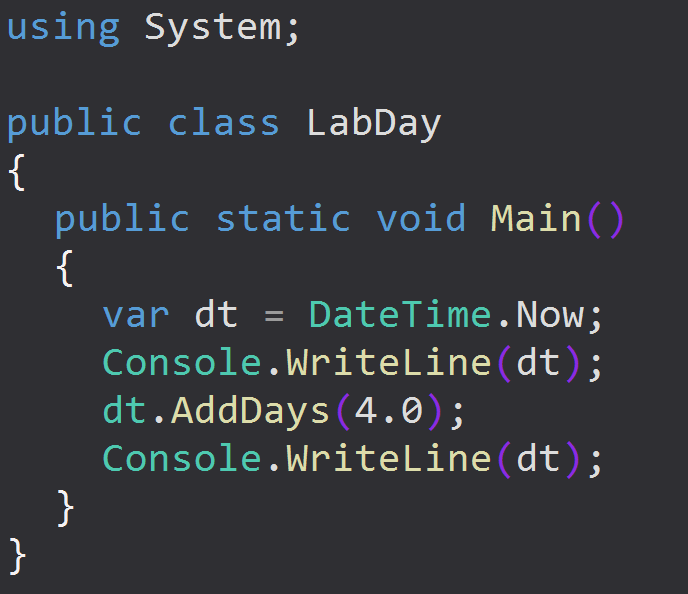 using System;
public class LabDay
{
public static void Main()
{
var dt = DateTime.Now;
Console.WriteLine(dt);
dt.AddDays(4.0);
Console.WriteLine(dt);
}
}